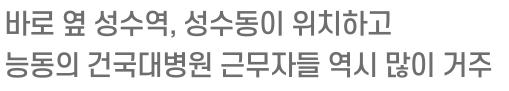 바로 옆 성수역, 성수동이 위치하고
능동의 건국대병원 근무자들 역시 많이 거주